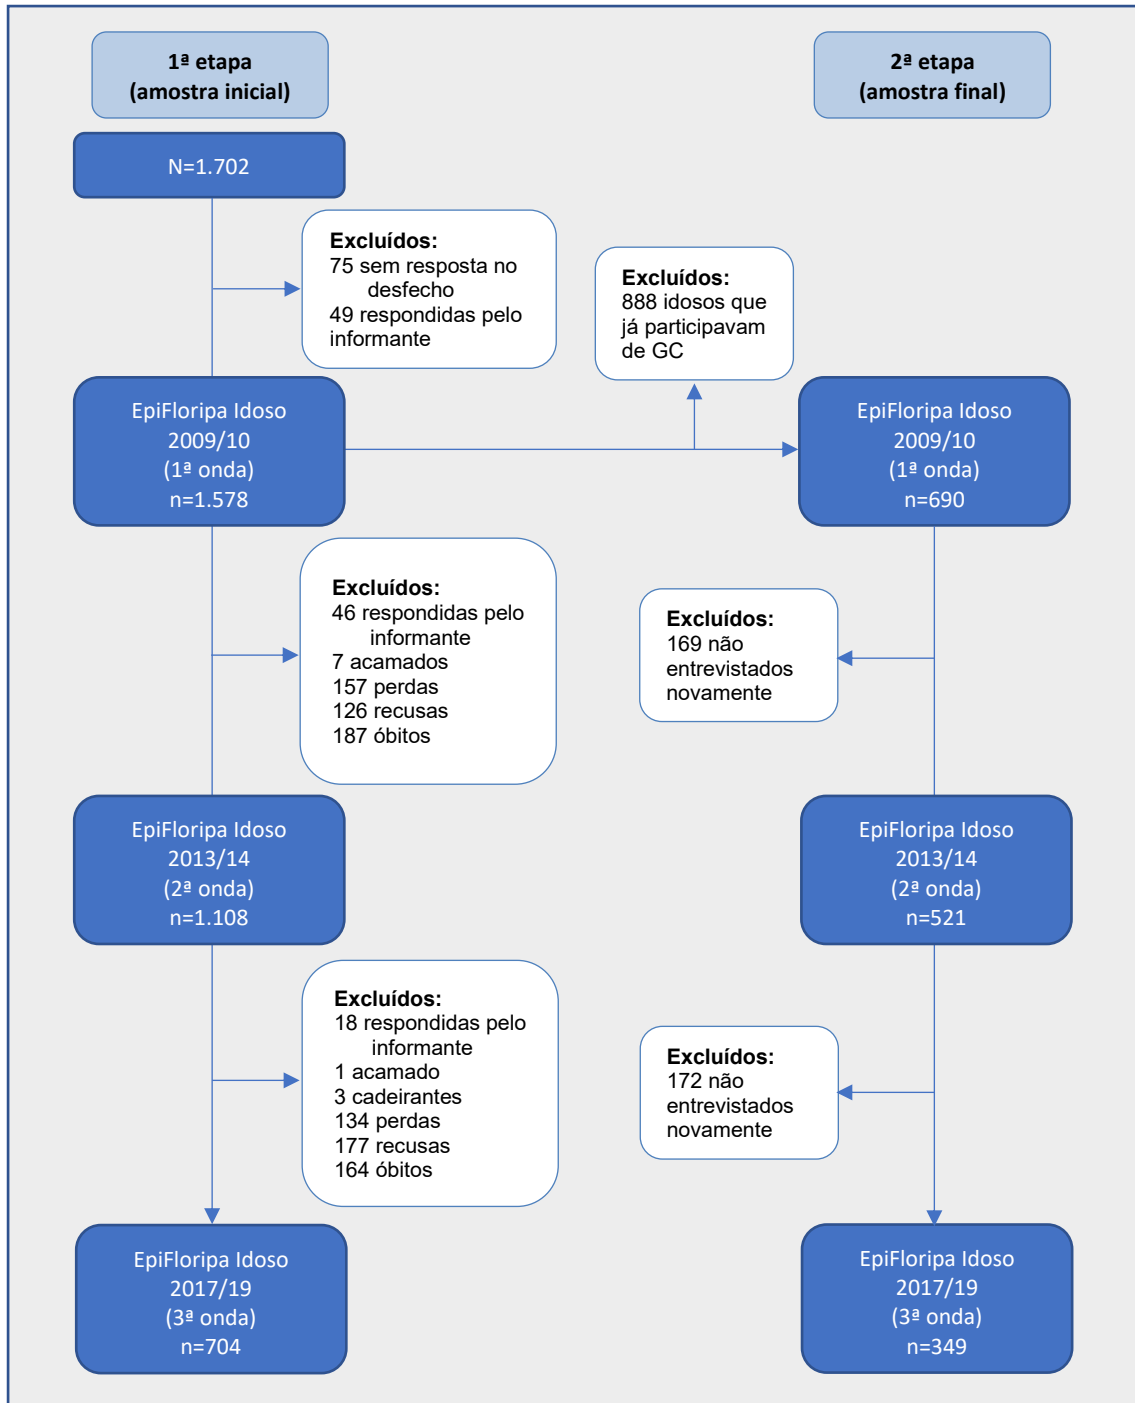 1ª etapa
(amostra inicial)
2ª etapa
(amostra final)
N=1.702
Excluídos:
75 sem resposta no
desfecho
49 respondidas pelo
informante
Excluídos:
888 idosos que
já participavam
de GC
EpiFloripa Idoso
2009/10
(1ª onda)
n=1.578
EpiFloripa Idoso
2009/10
(1ª onda)
n=690
Excluídos:
46 respondidas pelo
informante
7 acamados
157 perdas
126 recusas
187 óbitos
Excluídos:
169 não
entrevistados
novamente
EpiFloripa Idoso
2013/14
(2ª onda)
n=1.108
EpiFloripa Idoso
2013/14
(2ª onda)
n=521
Excluídos:
18 respondidas pelo
informante
1 acamado
3 cadeirantes
134 perdas
177 recusas
164 óbitos
Excluídos:
172 não
entrevistados
novamente
EpiFloripa Idoso
2017/19
(3ª onda)
n=704
EpiFloripa Idoso
2017/19
(3ª onda)
n=349